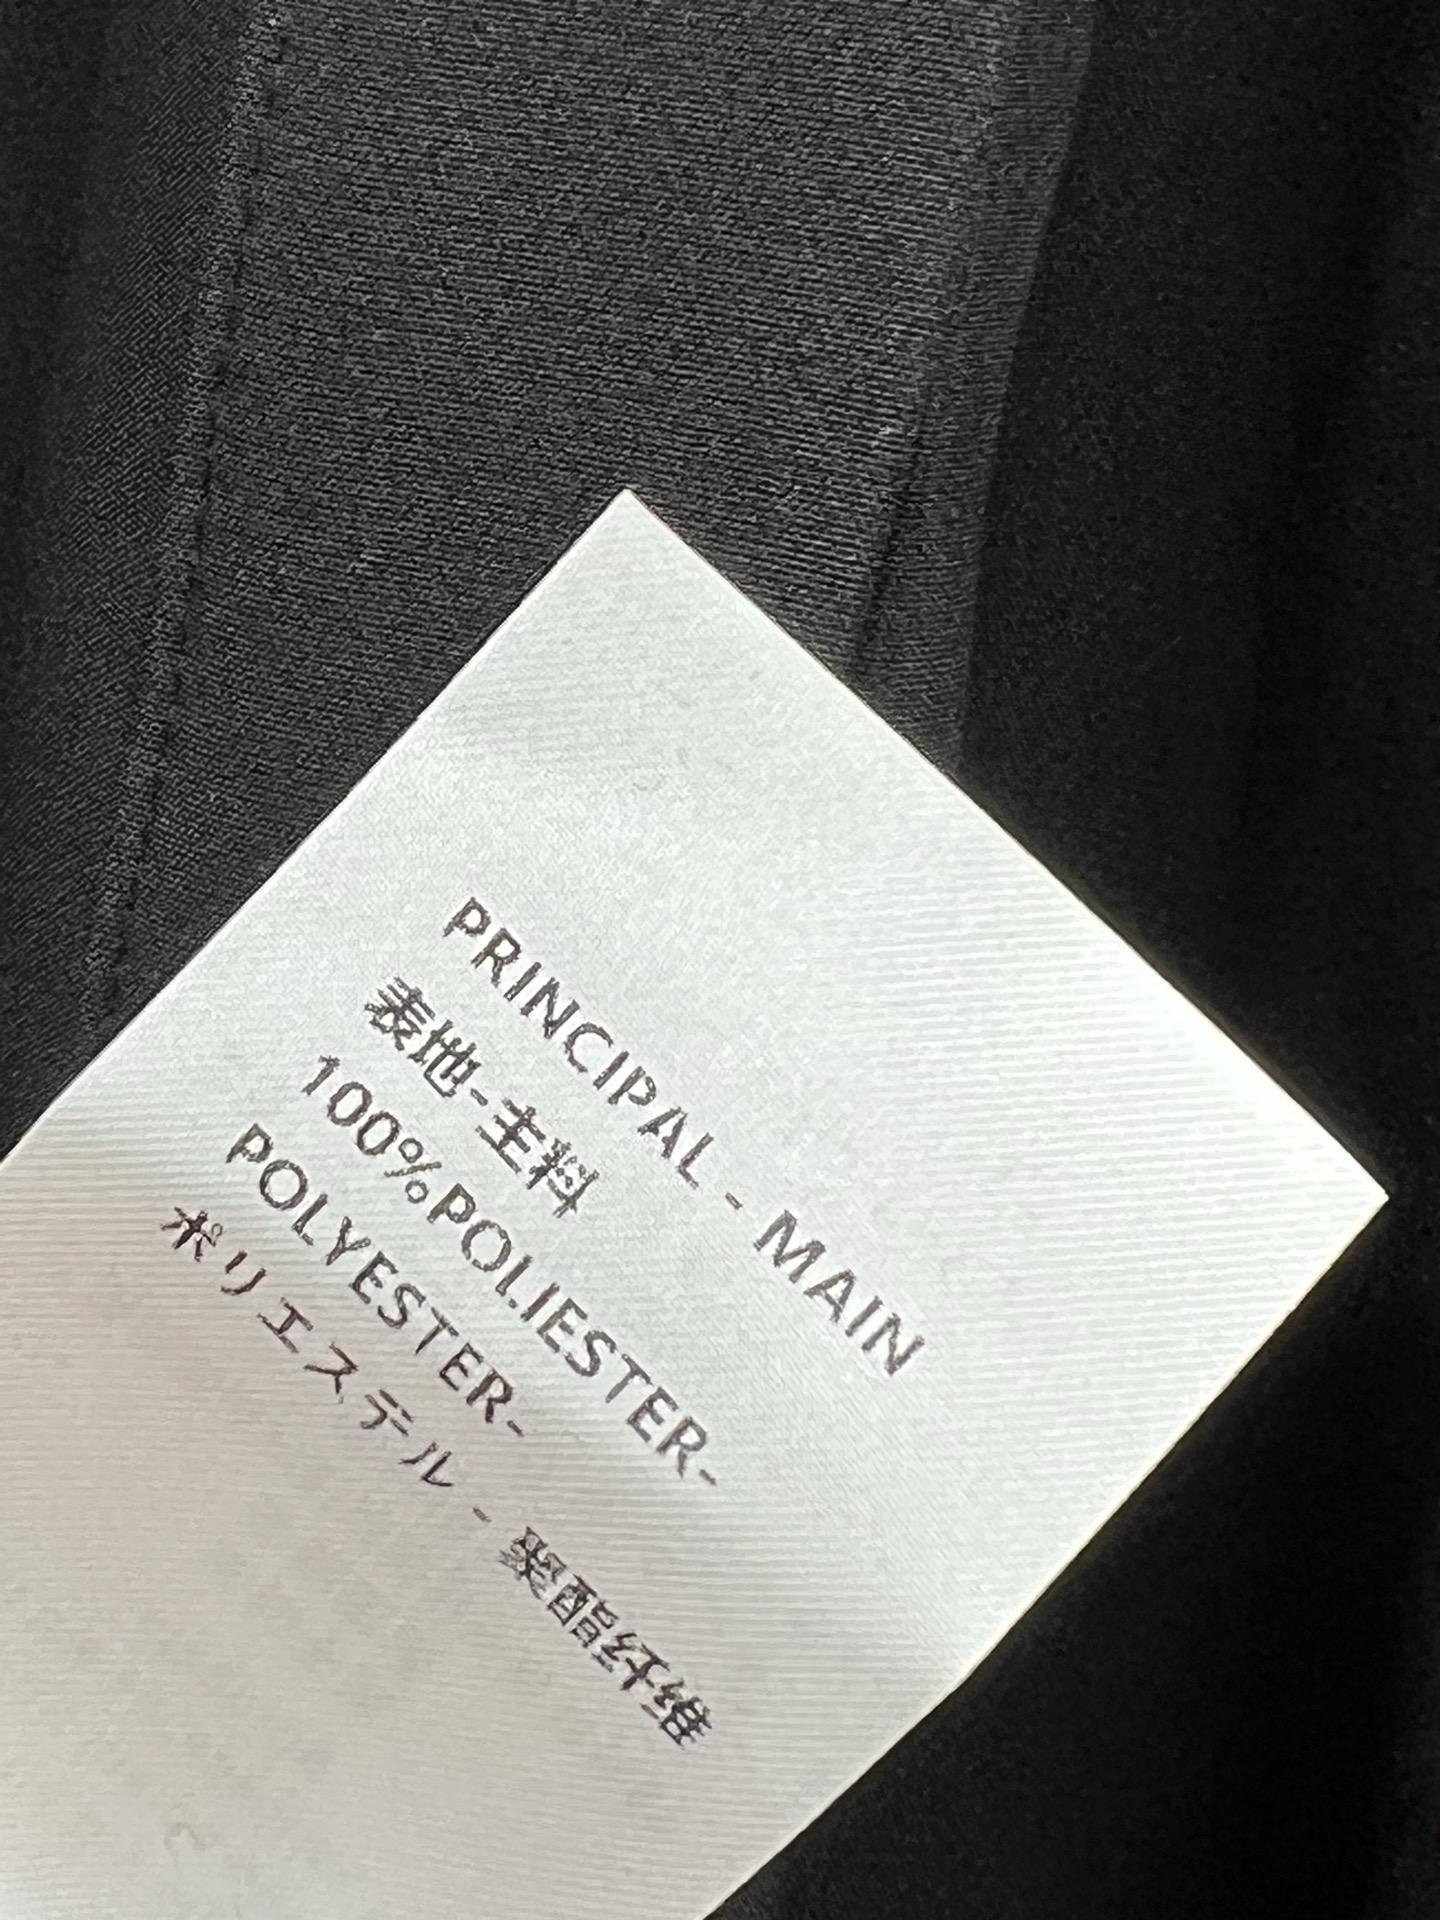 PRINCIPAL - MAIN
表地-主料
100%POLIESTER-
POLYESTER-
ポリエステル - 聚酯纤维